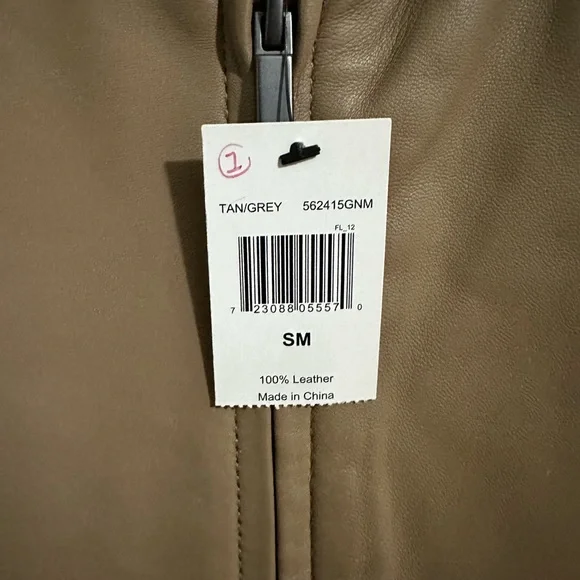 1
TAN/GREY 562415GNM
FL_12
7 23088 05557 0
SM
100% Leather
Made in China